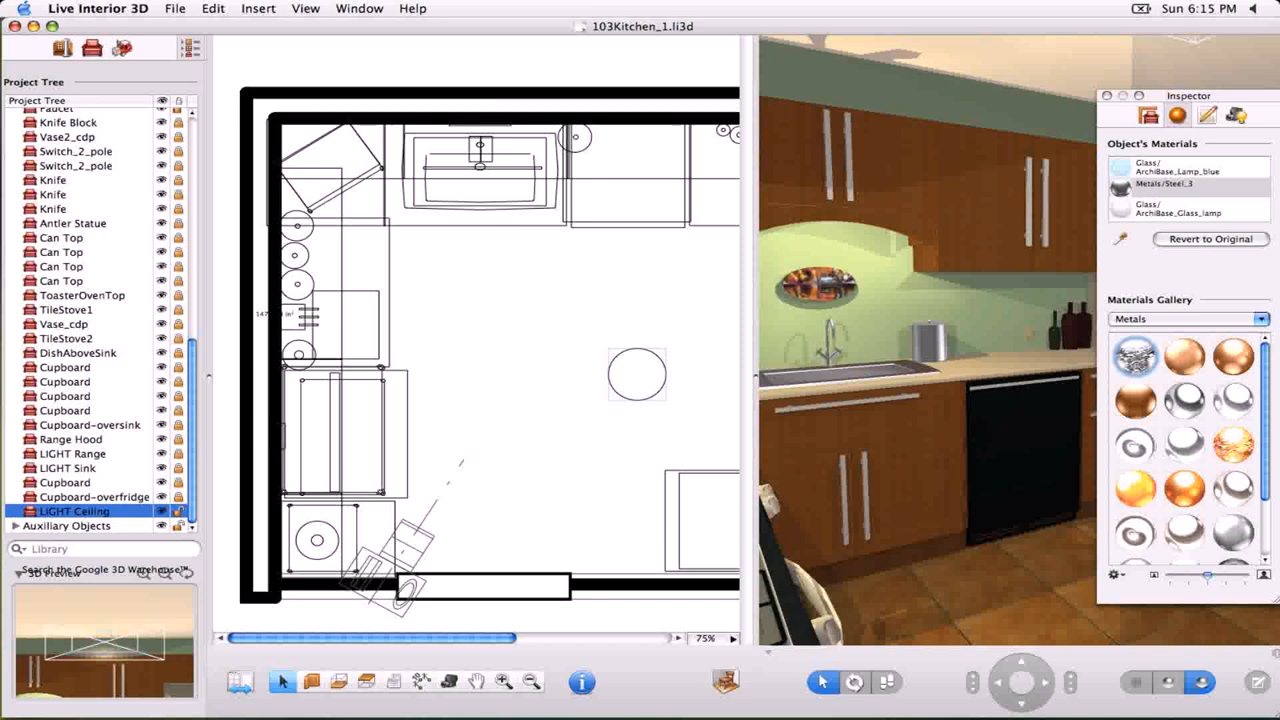 Live Interior 3D File Edit Insert View Window Help
Sun 6:15 PM
103Kitchen_1.li3d
Project Tree
Project Tree
Faucet
Knife Block
Vase2_cdp
Switch_2_pole
Switch_2_pole
Knife
Knife
Knife
Antler Statue
Can Top
Can Top
Can Top
Can Top
ToasterOvenTop
TileStove1
Vase_cdp
TileStove2
DishAboveSink
Cupboard
Cupboard
Cupboard
Cupboard
Cupboard-oversink
Range Hood
LIGHT Range
LIGHT Sink
Cupboard
Cupboard-overfridge
LIGHT Ceiling
Auxiliary Objects
Library
Search the Google 3D Warehouse
3D Preview
75%
Inspector
Object's Materials
Glass/
ArchiBase_Lamp_blue
Metals/Steel_3
Glass/
ArchiBase_Glass_lamp
Revert to Original
Materials Gallery
Metals